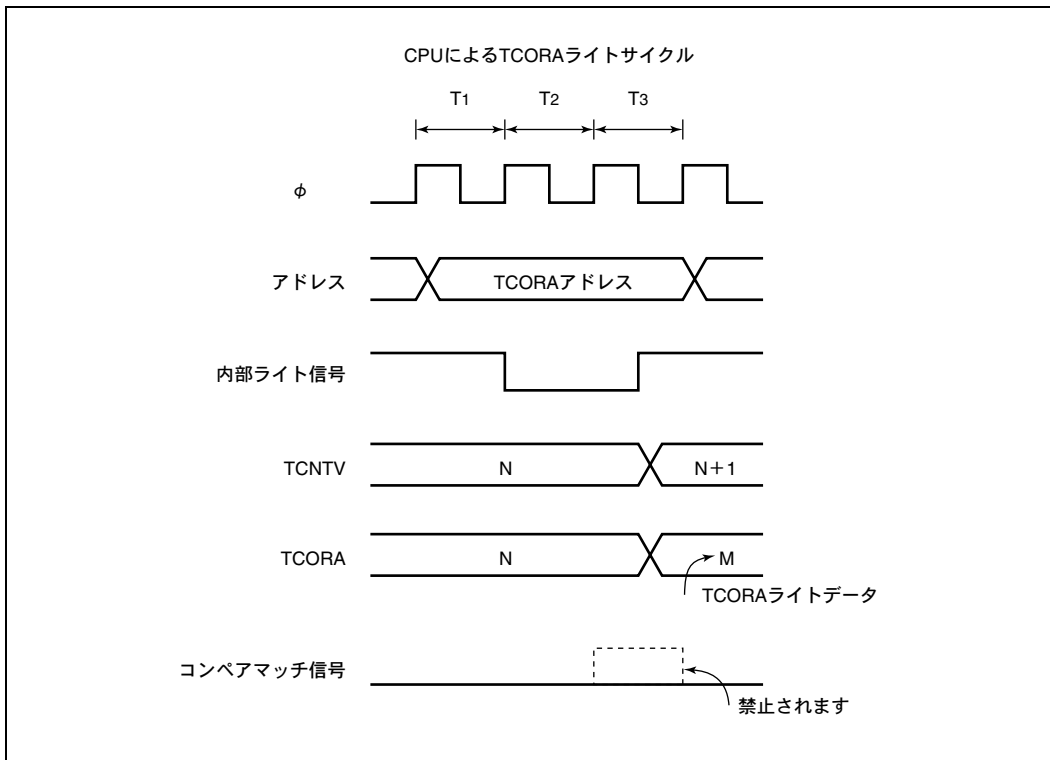 CPUによるTCORAライトサイクル
T1 T2 T3
φ
アドレス TCORAアドレス
内部ライト信号
TCNTV N N+1
TCORA N M
TCORAライトデータ
コンペアマッチ信号
禁止されます